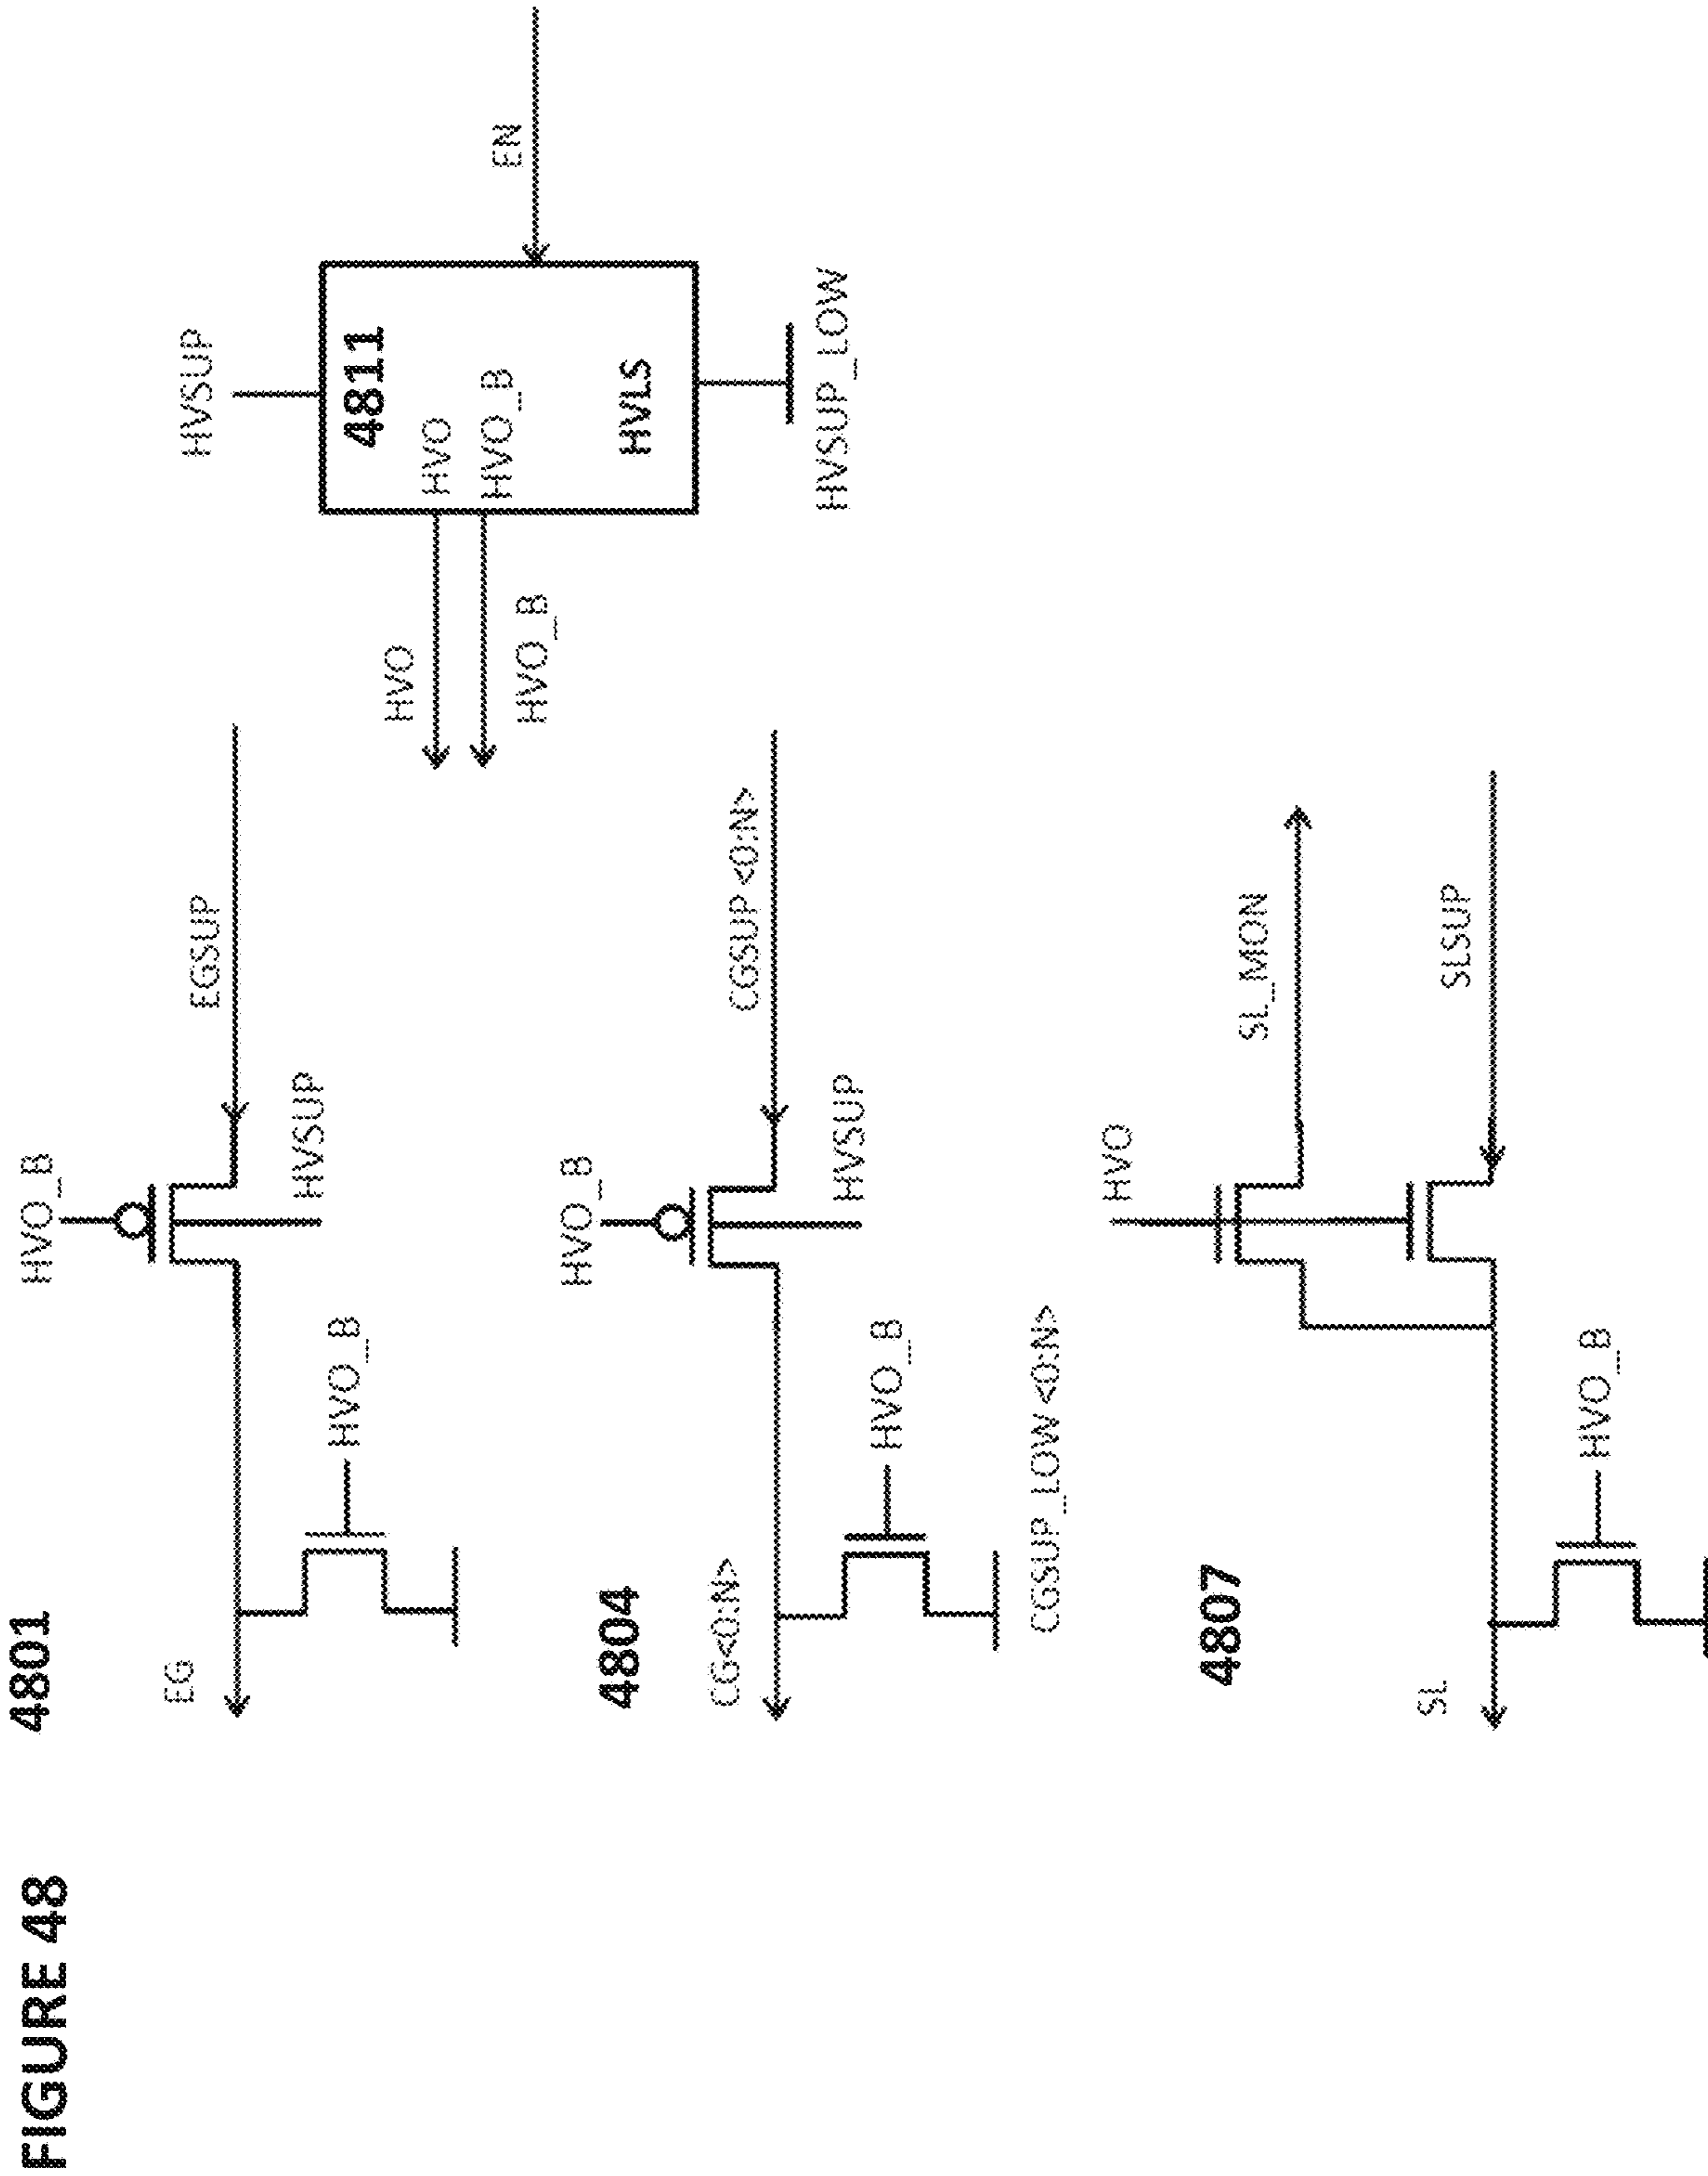 FIGURE 48
4801
HVO_B
EG
EGSUP
HVSUP
HVO_B
4804
HVO_B
CG<0:N>
CGSUP <0:N>
HVSUP
HVO_B
CGSUP_LOW <0:N>
4807
HVO
SL_MON
SL
SLSUP
HVO_B
HVSUP
4811
HVO
HVO_B
HVLS
HVO
HVO_B
EN
HVSUP_LOW